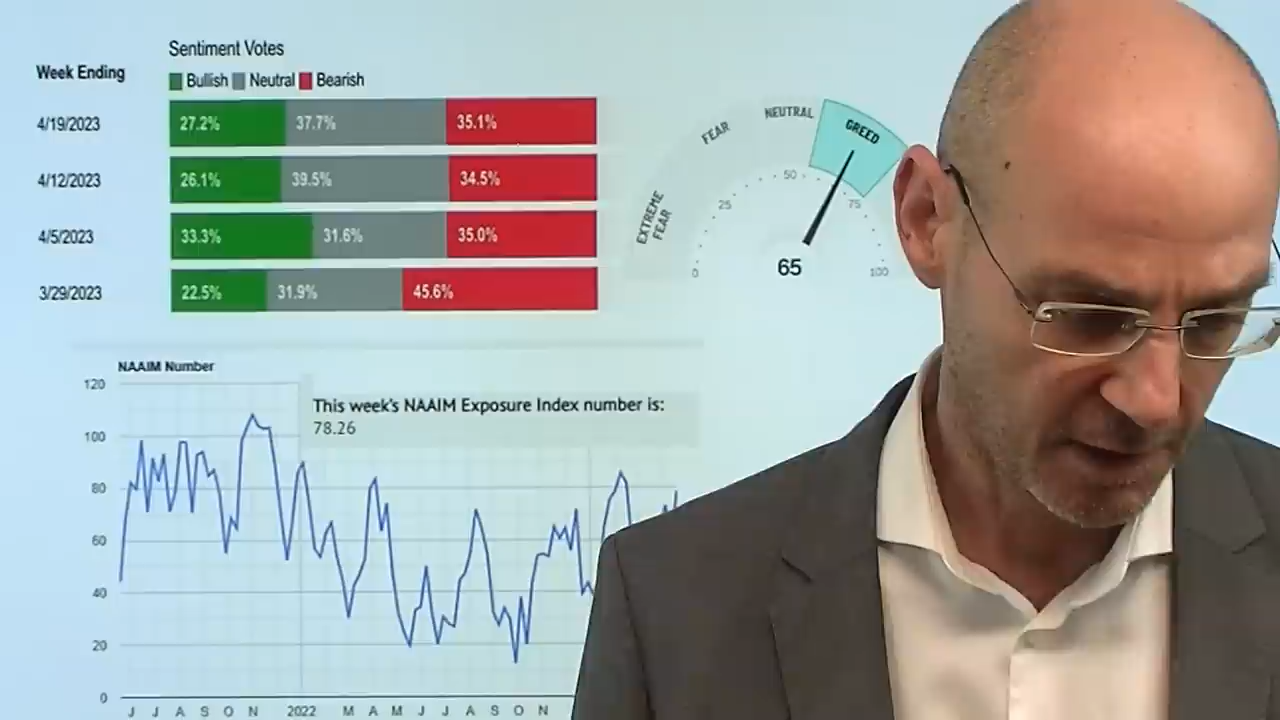 Sentiment Votes
Week Ending
Bullish Neutral Bearish
4/19/2023 27.2% 37.7% 35.1%
4/12/2023 26.1% 39.5% 34.5%
4/5/2023 33.3% 31.6% 35.0%
3/29/2023 22.5% 31.9% 45.6%
EXTREME FEAR
FEAR
NEUTRAL
GREED
0 25 50 75 100
65
NAAIM Number
This week's NAAIM Exposure Index number is:
78.26
120
100
80
60
40
20
0
J J A S O N 2022 M A M J J A S O N